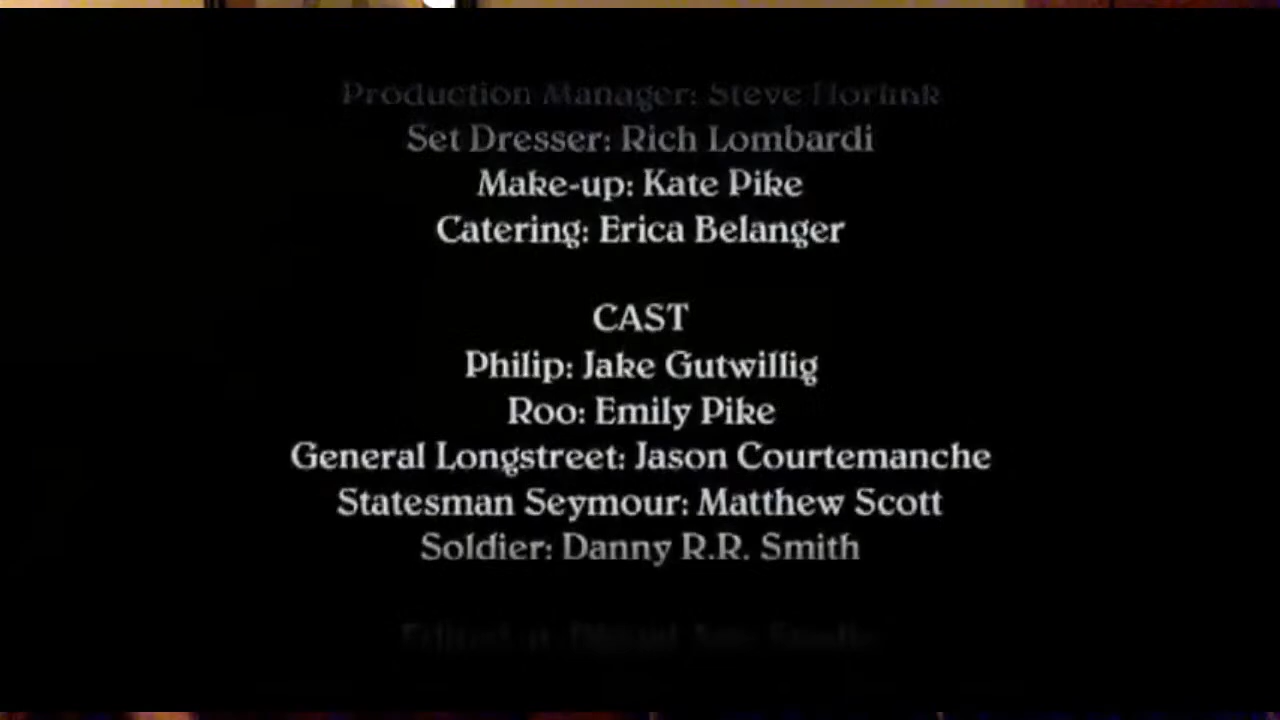 Production Manager: Steve
Set Dresser: Rich Lombardi
Make-up: Kate Pike
Catering: Erica Belanger
CAST
Philip: Jake Gutwillig
Roo: Emily Pike
General Longstreet: Jason Courtemanche
Statesman Seymour: Matthew Scott
Soldier: Danny R.R. Smith